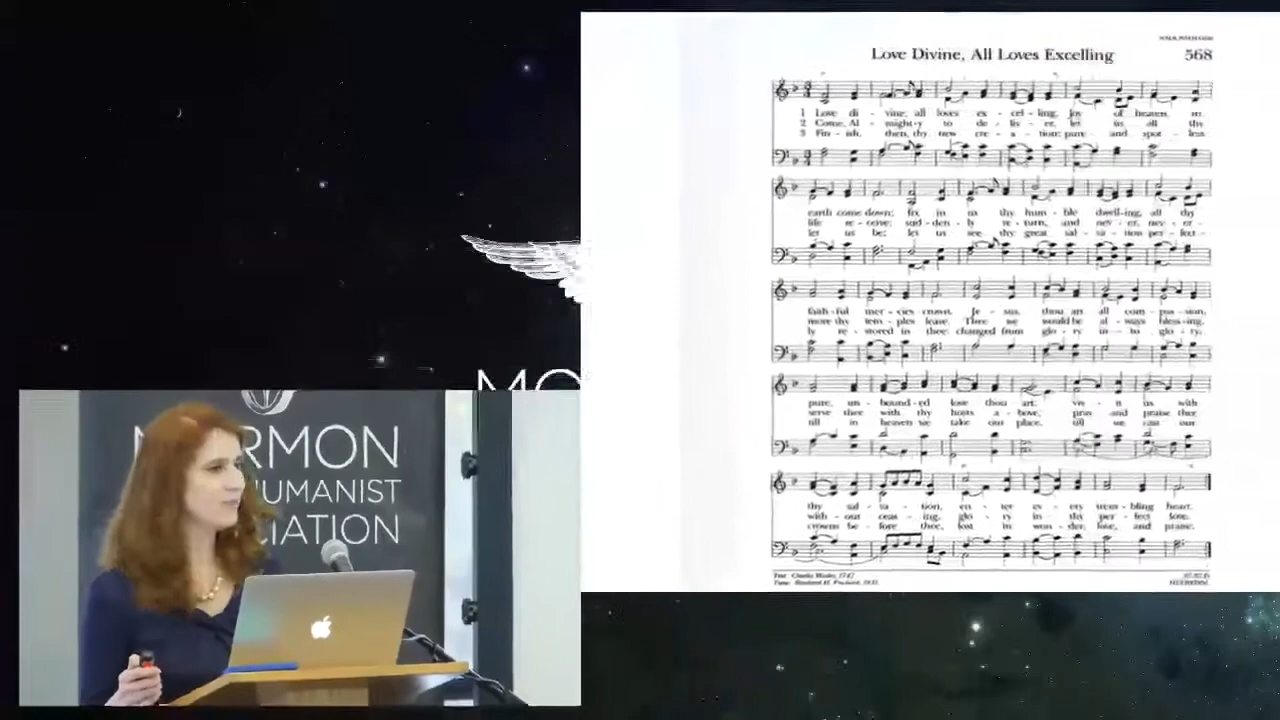 Love Divine, All Loves Excelling
568
1 Love di - vine, all loves ex - cel - ling, joy of heaven, to
2 Come, Al - might - y to de - liv - er, let us all thy
3 Fin - ish, then, thy new cre - a - tion; pure and spot - less
earth come down; fix in us thy hum - ble dwell - ing, all thy
life re - ceive; sud - den - ly re - turn, and nev - er, nev - er -
let us be; let us see thy great sal - va - tion per - fect -
faith - ful mer - cies crown. Je - sus, thou art all com - pas - sion,
more thy tem - ples leave. Thee we would be al - ways bless - ing,
ly re - stored in thee; changed from glo - ry in - to glo - ry,
pure, un - bound - ed love thou art; vis - it us with
serve thee with thy hosts a - bove, pray and praise thee
till in heaven we take our place, till we cast our
thy sal - va - tion, en - ter ev - ery trem - bling heart.
with - out ceas - ing, glo - ry in thy per - fect love.
crowns be - fore thee, lost in won - der, love, and praise.
Text: Charles Wesley, 1747
MO
M RMON
UMANIST
CIATION